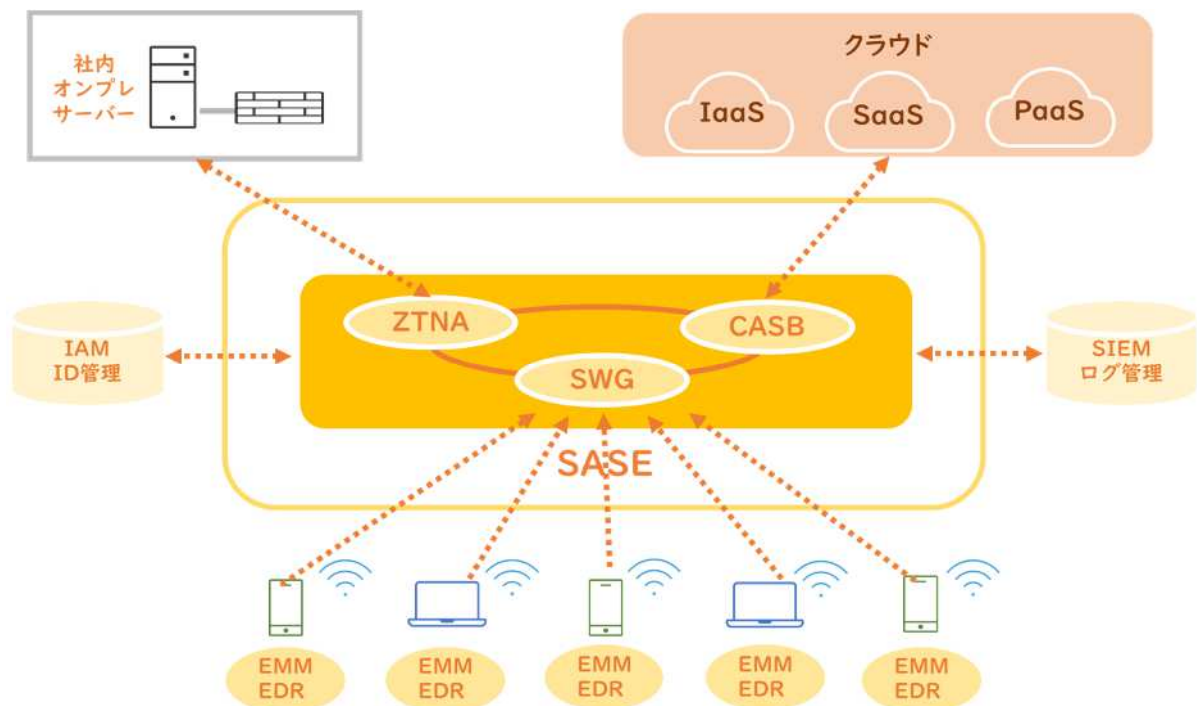 社内
オンプレ
サーバー
クラウド
IaaS
SaaS
PaaS
ZTNA
CASB
SWG
IAM
ID管理
SIEM
ログ管理
SASE
EMM
EDR
EMM
EDR
EMM
EDR
EMM
EDR
EMM
EDR